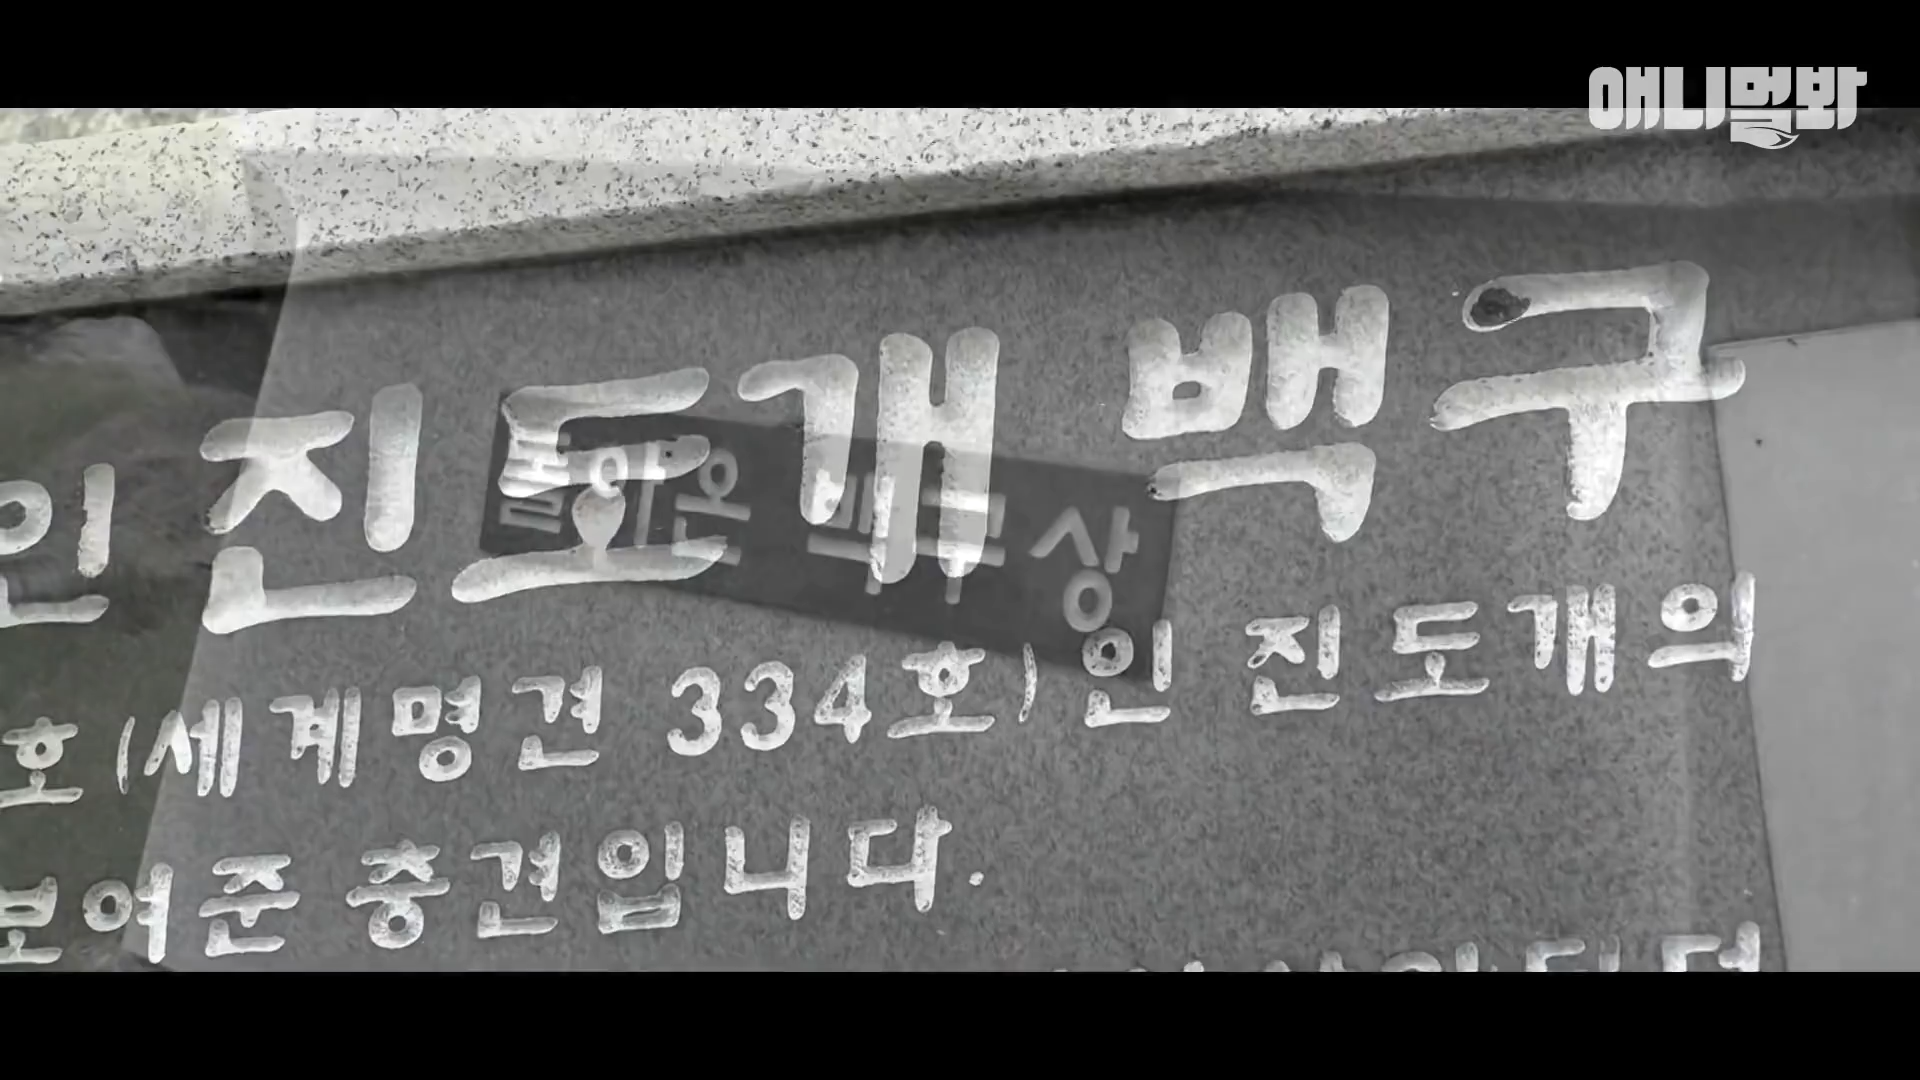 애니멀봐
인 진도개 백구
돌아온 백구상
호 (세계명견 334호)인 진도개의
보여준 충견입니다.